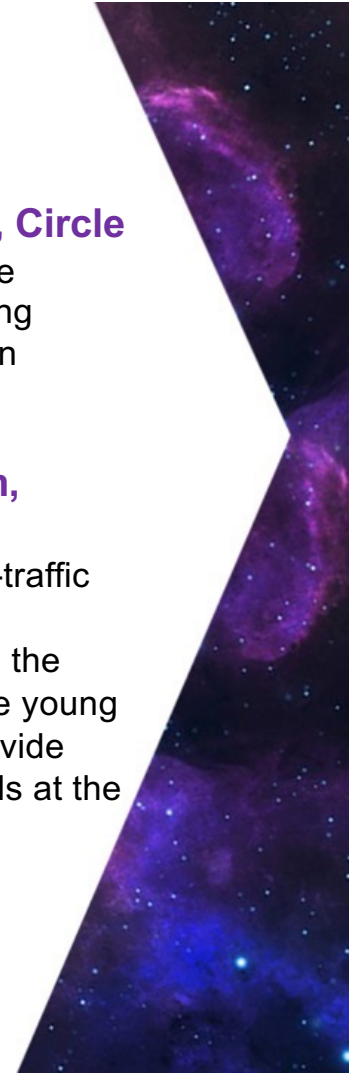 , Circle
e
ng
n
n,
-traffic
the
e young
vide
ls at the